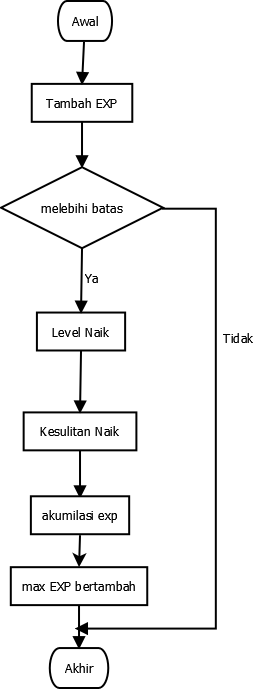 Awal
Tambah EXP
melebihi batas
Ya
Level Naik
Tidak
Kesulitan Naik
akumilasi exp
max EXP bertambah
Akhir